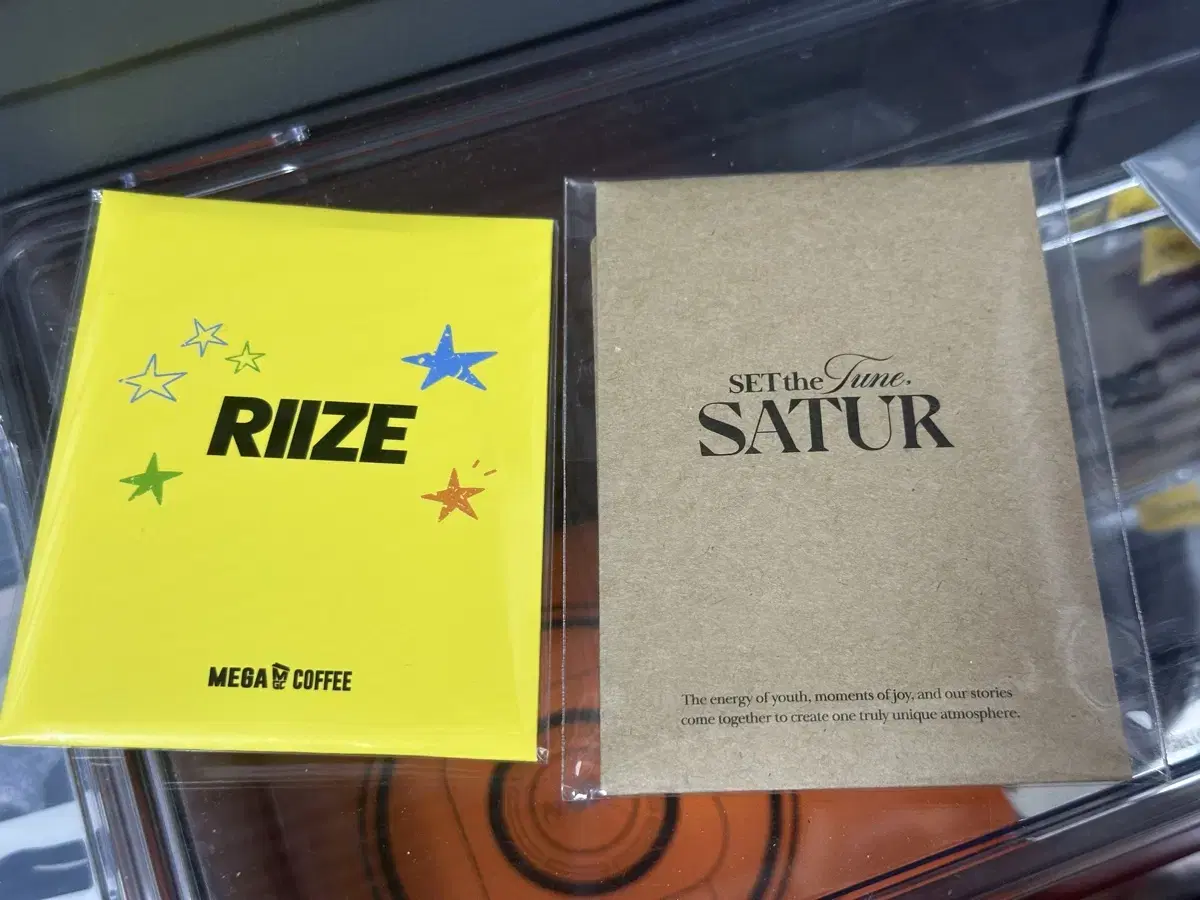 RIIZE
MEGA MGC COFFEE
SET the Tune,
SATUR
The energy of youth, moments of joy, and our stories
come together to create one truly unique atmosphere.